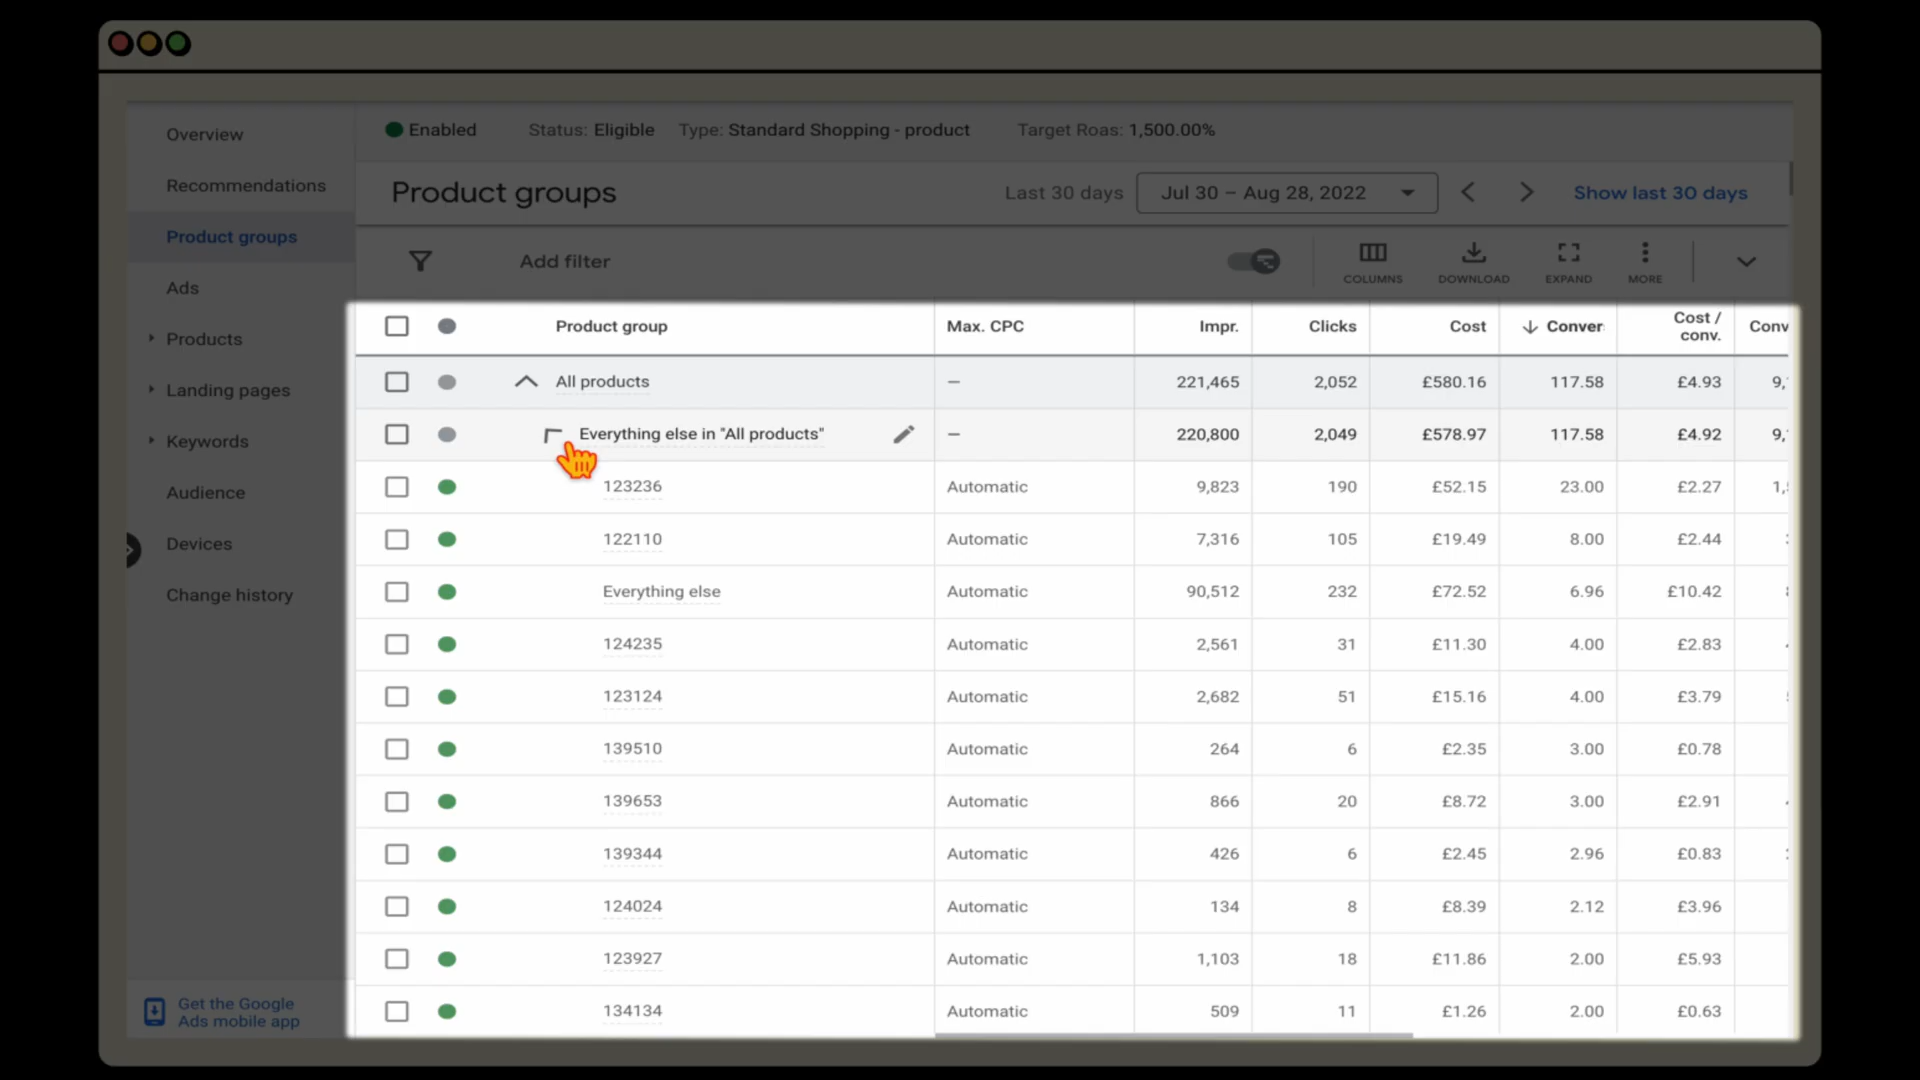 Overview
Recommendations
Product groups
Ads
Products
Landing pages
Keywords
Audience
Devices
Change history
Get the Google
Ads mobile app
Enabled Status: Eligible Type: Standard Shopping - product Target Roas: 1,500.00%
Product groups Last 30 days Jul 30 – Aug 28, 2022 Show last 30 days
Add filter COLUMNS DOWNLOAD EXPAND MORE
Product group Max. CPC Impr. Clicks Cost Conver Cost / conv. Conv
All products – 221,465 2,052 £580.16 117.58 £4.93 9,
Everything else in "All products" – 220,800 2,049 £578.97 117.58 £4.92 9,
123236 Automatic 9,823 190 £52.15 23.00 £2.27 1,
122110 Automatic 7,316 105 £19.49 8.00 £2.44
Everything else Automatic 90,512 232 £72.52 6.96 £10.42
124235 Automatic 2,561 31 £11.30 4.00 £2.83
123124 Automatic 2,682 51 £15.16 4.00 £3.79
139510 Automatic 264 6 £2.35 3.00 £0.78
139653 Automatic 866 20 £8.72 3.00 £2.91
139344 Automatic 426 6 £2.45 2.96 £0.83
124024 Automatic 134 8 £8.39 2.12 £3.96
123927 Automatic 1,103 18 £11.86 2.00 £5.93
134134 Automatic 509 11 £1.26 2.00 £0.63